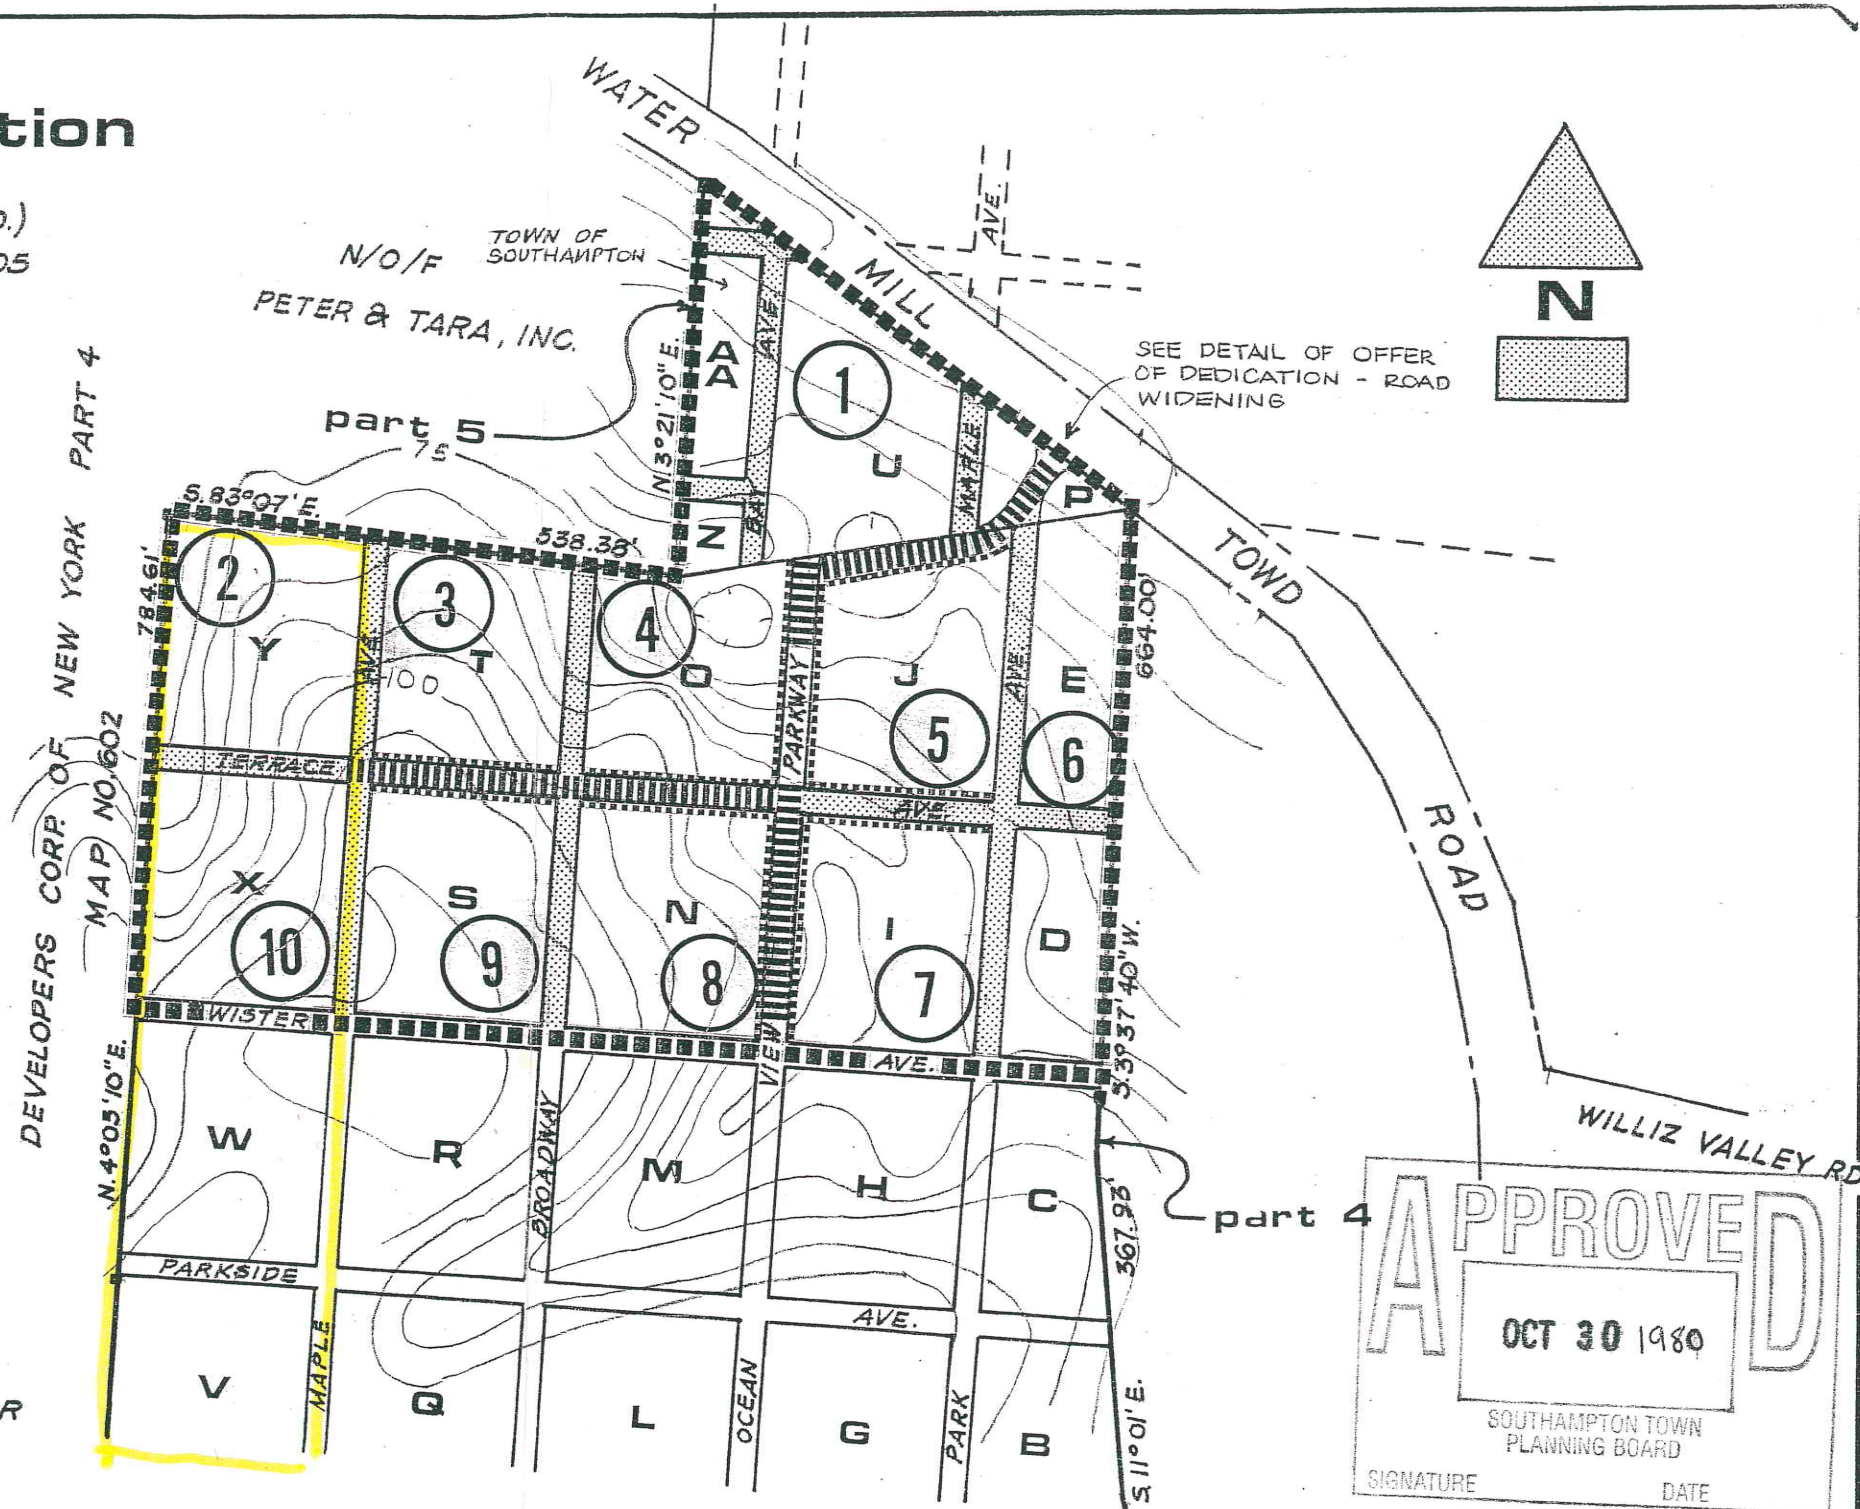 tion
WATER
MILL
TOWD
ROAD
AVE.
N
N/O/F
PETER & TARA, INC.
TOWN OF
SOUTHAMPTON
SEE DETAIL OF OFFER
OF DEDICATION - ROAD
WIDENING
part 5
75
N.3°21'10"E.
A
A
BAY
AVE.
1
U
MAPLE
P
Z
S.83°07'E.
538.38'
784.61'
664.00'
DEVELOPERS CORP. OF NEW YORK PART 4
MAP NO. 602
2
Y
AVE.
3
T
100
4
O
PARKWAY
J
5
AVE.
E
6
TERRACE
AVE.
X
10
S
9
N
8
I
7
D
S.3°37'40"W.
WISTER
VIEW
AVE.
N.4°03'10"E.
W
R
BROADWAY
M
H
C
367.93'
part 4
WILLIZ VALLEY RD
PARKSIDE
AVE.
V
MAPLE
Q
L
OCEAN
G
PARK
B
S.11°01'E.
R
APPROVED
OCT 30 1980
SOUTHAMPTON TOWN
PLANNING BOARD
SIGNATURE
DATE